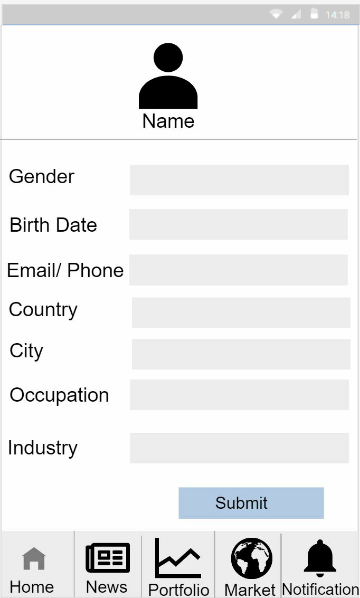 14:18
Name
Gender
Birth Date
Email/ Phone
Country
City
Occupation
Industry
Submit
Home News Portfolio Market Notification